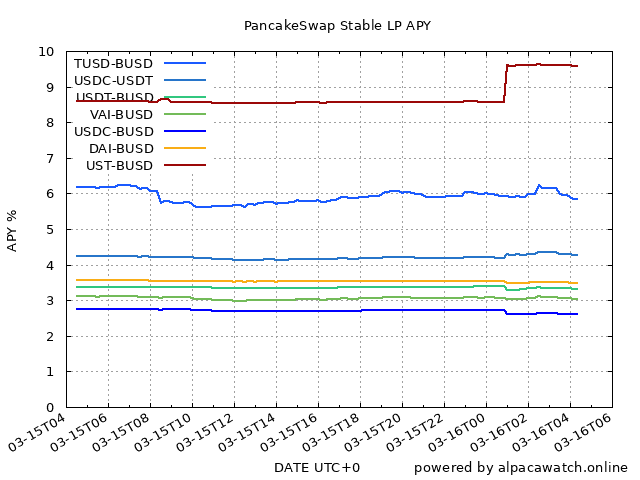 PancakeSwap Stable LP APY
10
9
8
7
6
5
4
3
2
1
0
APY %
TUSD-BUSD
USDC-USDT
USDT-BUSD
VAI-BUSD
USDC-BUSD
DAI-BUSD
UST-BUSD
03-15T04
03-15T06
03-15T08
03-15T10
03-15T12
03-15T14
03-15T16
03-15T18
03-15T20
03-15T22
03-16T00
03-16T02
03-16T04
03-16T06
DATE UTC+0
powered by alpacawatch.online